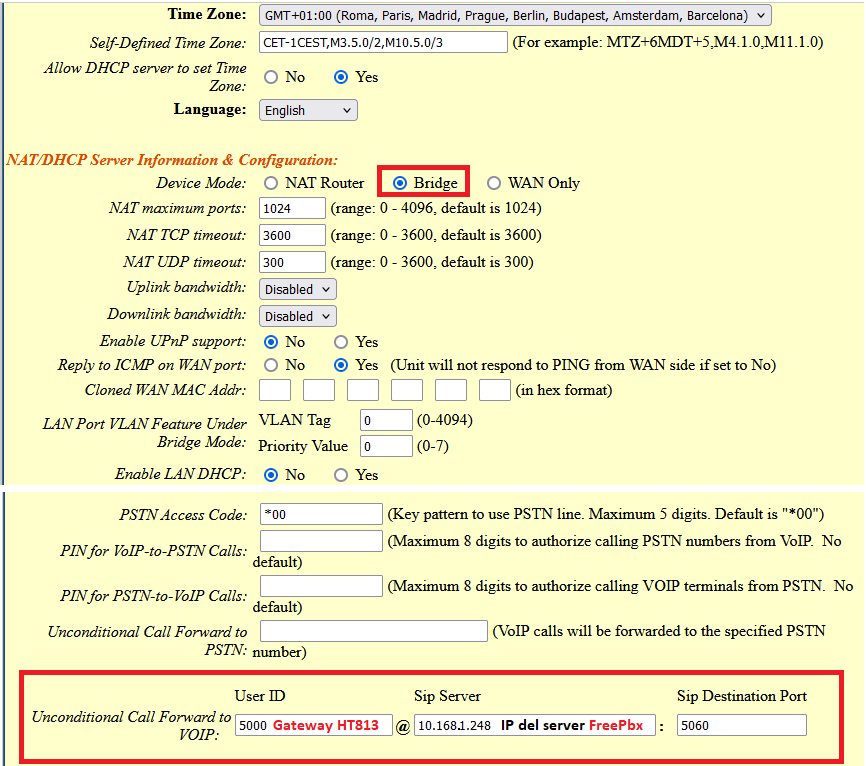 Time Zone: GMT+01:00 (Roma, Paris, Madrid, Prague, Berlin, Budapest, Amsterdam, Barcelona)
Self-Defined Time Zone: CET-1CEST,M3.5.0/2,M10.5.0/3 (For example: MTZ+6MDT+5,M4.1.0,M11.1.0)
Allow DHCP server to set Time
Zone: No Yes
Language: English
NAT/DHCP Server Information & Configuration:
Device Mode: NAT Router Bridge WAN Only
NAT maximum ports: 1024 (range: 0 - 4096, default is 1024)
NAT TCP timeout: 3600 (range: 0 - 3600, default is 3600)
NAT UDP timeout: 300 (range: 0 - 3600, default is 300)
Uplink bandwidth: Disabled
Downlink bandwidth: Disabled
Enable UPnP support: No Yes
Reply to ICMP on WAN port: No Yes (Unit will not respond to PING from WAN side if set to No)
Cloned WAN MAC Addr: (in hex format)
LAN Port VLAN Feature Under
Bridge Mode: VLAN Tag 0 (0-4094)
Priority Value 0 (0-7)
Enable LAN DHCP: No Yes
PSTN Access Code: *00 (Key pattern to use PSTN line. Maximum 5 digits. Default is "*00")
PIN for VoIP-to-PSTN Calls: (Maximum 8 digits to authorize calling PSTN numbers from VoIP. No
default)
PIN for PSTN-to-VoIP Calls: (Maximum 8 digits to authorize calling VOIP terminals from PSTN. No
default)
Unconditional Call Forward to
PSTN: (VoIP calls will be forwarded to the specified PSTN
number)
User ID Sip Server Sip Destination Port
Unconditional Call Forward to
VOIP: 5000 Gateway HT813 @ 10.168.1.248 IP del server FreePbx : 5060